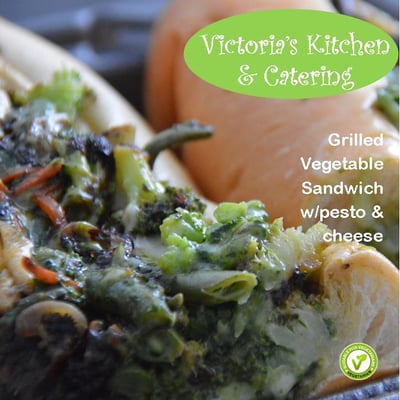 Victoria's Kitchen
& Catering
Grilled
Vegetable
Sandwich
w/pesto &
cheese